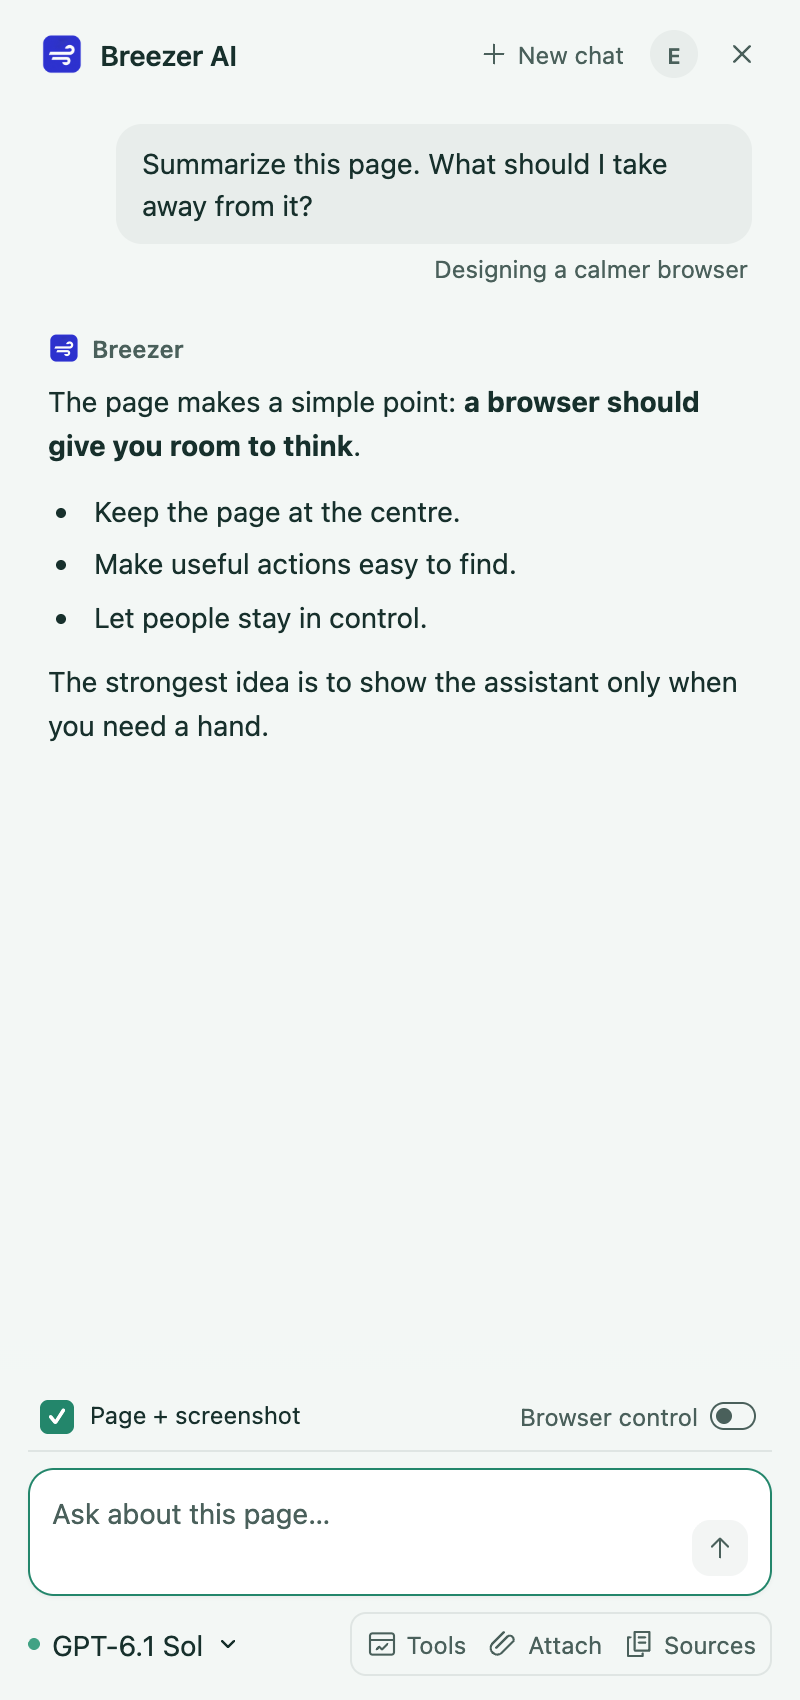 Breezer AI
New chat
E
Summarize this page. What should I take
away from it?
Designing a calmer browser
Breezer
The page makes a simple point: a browser should
give you room to think.
• Keep the page at the centre.
• Make useful actions easy to find.
• Let people stay in control.
The strongest idea is to show the assistant only when
you need a hand.
Page + screenshot
Browser control
Ask about this page...
GPT-6.1 Sol
Tools
Attach
Sources